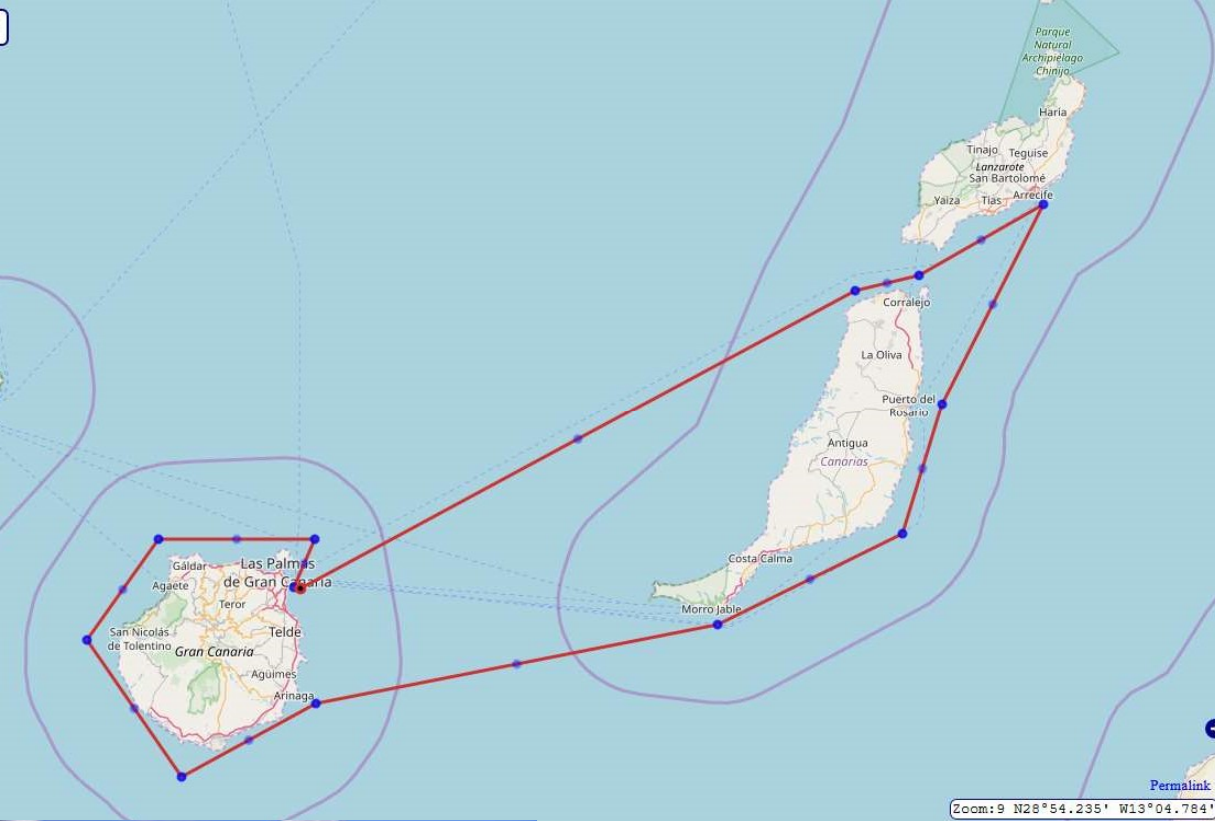 Parque
Natural
Archipiélago
Chinijo
Haría
Tinajo
Teguise
Lanzarote
San Bartolomé
Arrecife
Yaiza
Tías
Corralejo
La Oliva
Puerto del
Rosario
Antigua
Canarias
Costa Calma
Morro Jable
Gáldar
Las Palmas
de Gran Canaria
Agaete
Teror
San Nicolás
de Tolentino
Telde
Gran Canaria
Agüimes
Arinaga
Permalink
Zoom:9 N28°54.235' W13°04.784'